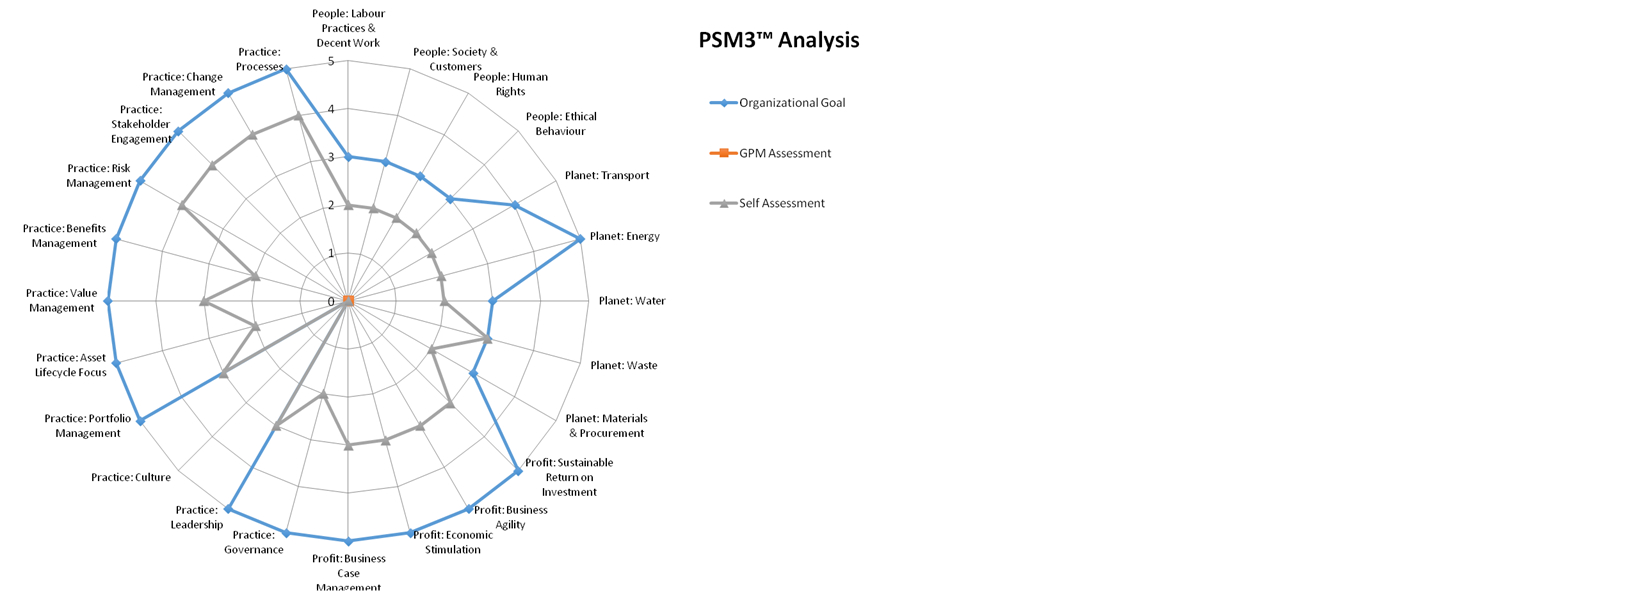 PSM3™ Analysis
Organizational Goal
GPM Assessment
Self Assessment
People: Labour
Practices &
Decent Work
People: Society &
Customers
People: Human
Rights
People: Ethical
Behaviour
Planet: Transport
Planet: Energy
Planet: Water
Planet: Waste
Planet: Materials
& Procurement
Profit: Sustainable
Return on
Investment
Profit: Business
Agility
Profit: Economic
Stimulation
Profit: Business
Case
Management
Practice:
Governance
Practice:
Leadership
Practice: Culture
Practice: Portfolio
Management
Practice: Asset
Lifecycle Focus
Practice: Value
Management
Practice: Benefits
Management
Practice: Risk
Management
Practice:
Stakeholder
Engagement
Practice: Change
Management
Practice:
Processes
5
4
3
2
1
0